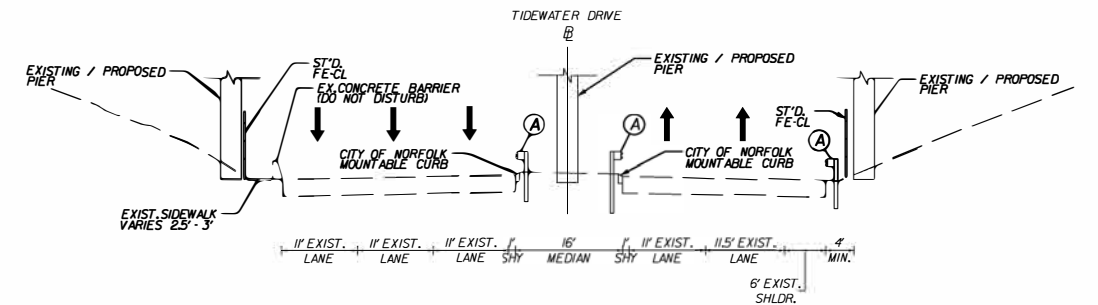 TIDEWATER DRIVE
BL
EXISTING / PROPOSED
PIER
ST'D.
FE-CL
EX.CONCRETE BARRIER
(DO NOT DISTURB)
EXISTING / PROPOSED
PIER
EXISTING / PROPOSED
PIER
ST'D.
FE-CL
A
A
A
CITY OF NORFOLK
MOUNTABLE CURB
CITY OF NORFOLK
MOUNTABLE CURB
EXIST.SIDEWALK
VARIES 2.5' - 3'
11' EXIST.
LANE
11' EXIST.
LANE
11' EXIST.
LANE
1'
SHY
16'
MEDIAN
1'
SHY
11' EXIST.
LANE
11.5' EXIST.
LANE
4'
MIN.
6' EXIST.
SHLDR.